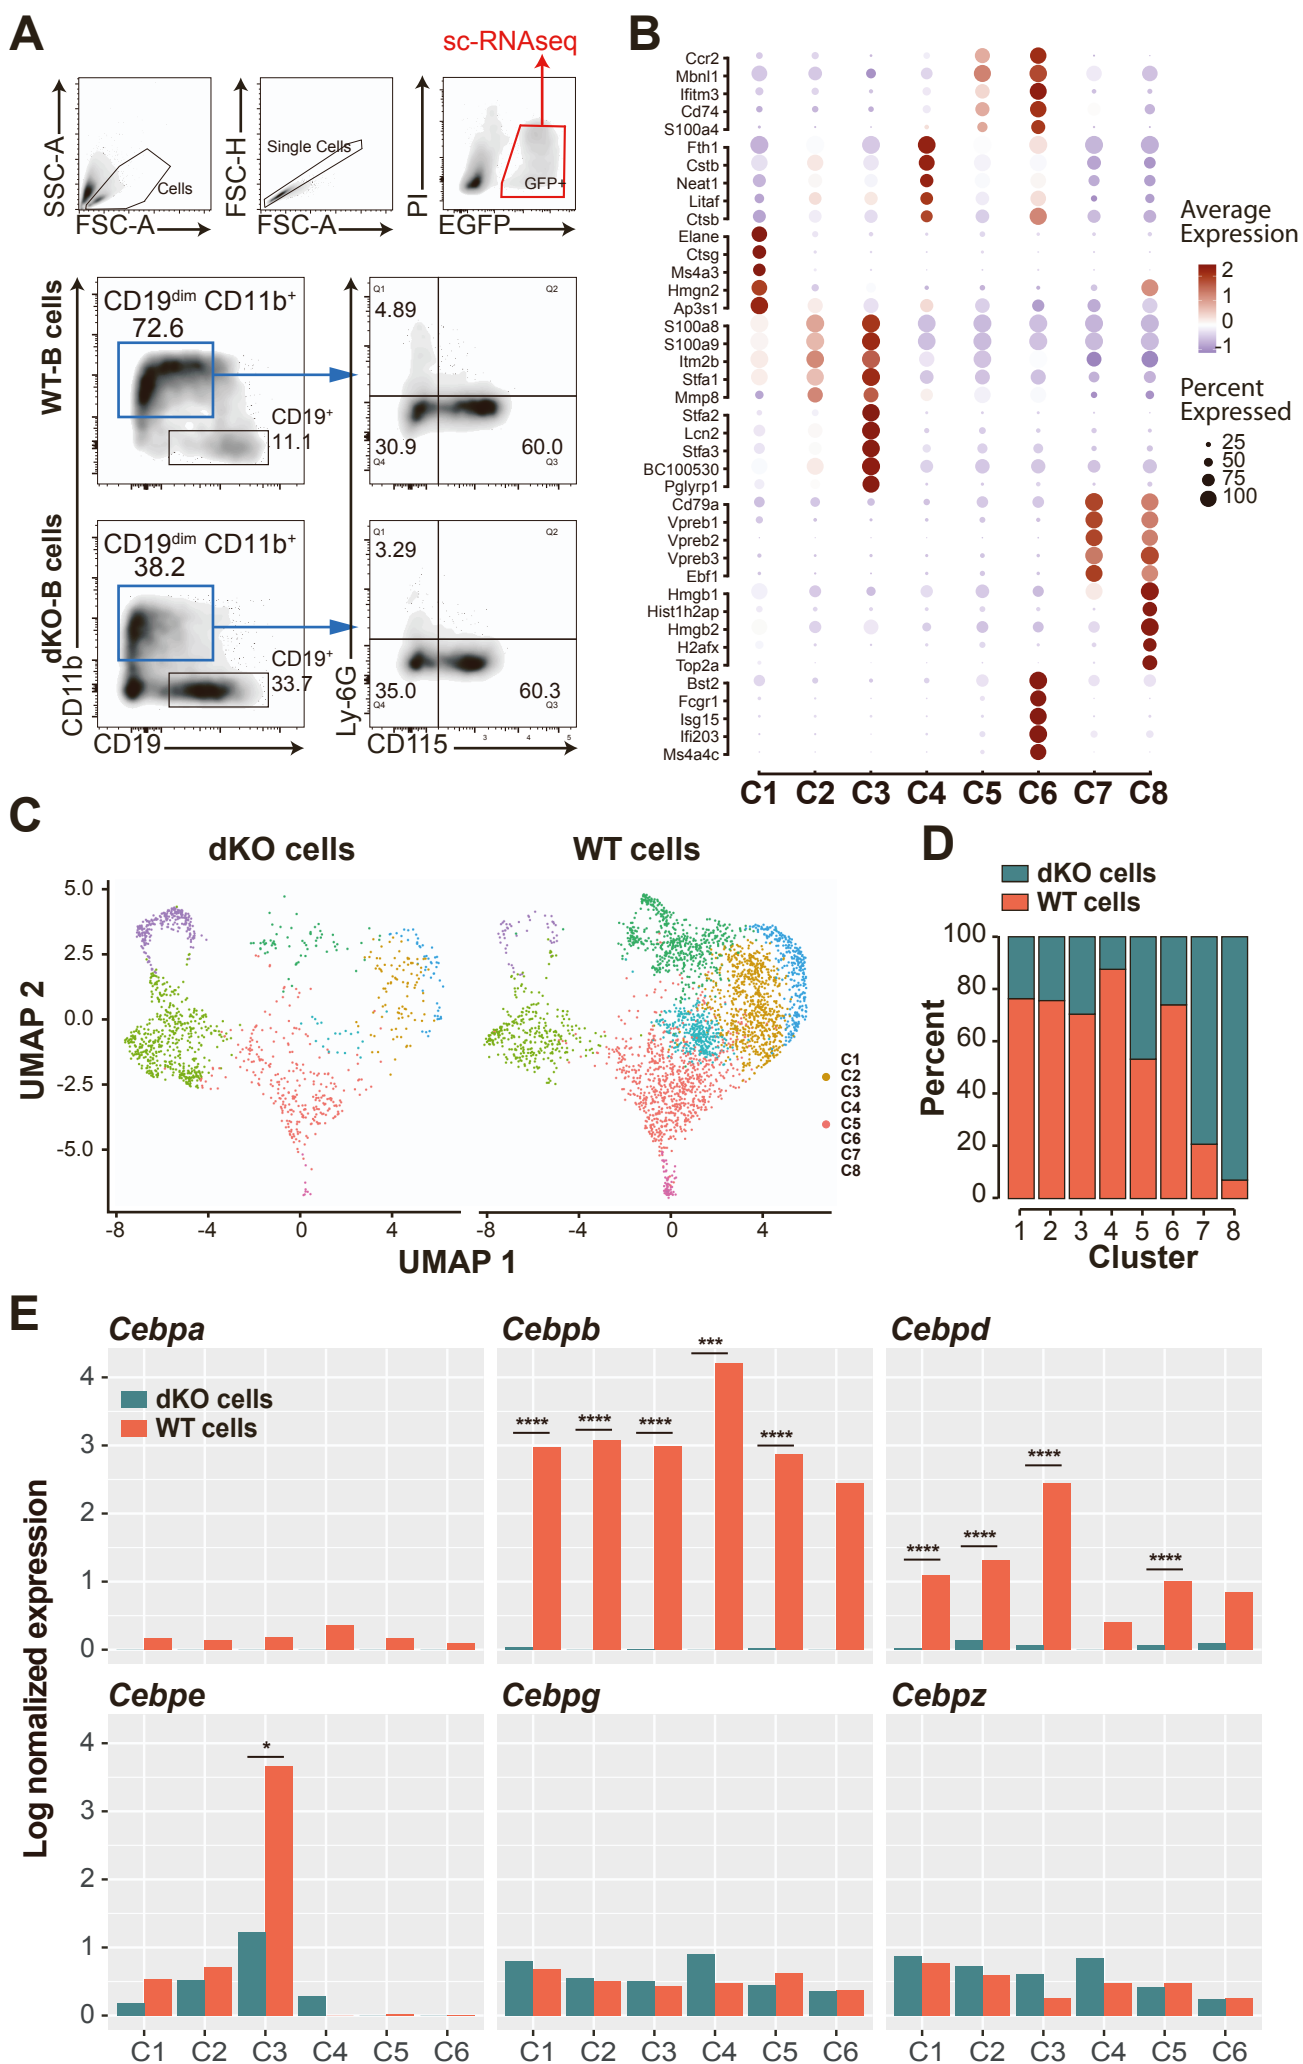 A
sc-RNAseq
SSC-A
Cells
FSC-A
FSC-H
Single Cells
FSC-A
PI
GFP+
EGFP
WT-B cells
CD19dim CD11b+
72.6
CD19+
11.1
Q1
4.89
Q2
30.9
Q4
60.0
Q3
dKO-B cells
CD19dim CD11b+
38.2
CD19+
33.7
Q1
3.29
Q2
35.0
Q4
60.3
Q3
CD11b
CD19
Ly-6G
CD115
3 4 5
B
Ccr2
Mbnl1
Ifitm3
Cd74
S100a4
Fth1
Cstb
Neat1
Litaf
Ctsb
Elane
Ctsg
Ms4a3
Hmgn2
Ap3s1
S100a8
S100a9
Itm2b
Stfa1
Mmp8
Stfa2
Lcn2
Stfa3
BC100530
Pglyrp1
Cd79a
Vpreb1
Vpreb2
Vpreb3
Ebf1
Hmgb1
Hist1h2ap
Hmgb2
H2afx
Top2a
Bst2
Fcgr1
Isg15
Ifi203
Ms4a4c
C1 C2 C3 C4 C5 C6 C7 C8
Average
Expression
2
1
0
-1
Percent
Expressed
25
50
75
100
C
dKO cells
WT cells
UMAP 2
5.0
2.5
0.0
-2.5
-5.0
-8 -4 0 4
-8 -4 0 4
UMAP 1
C1
C2
C3
C4
C5
C6
C7
C8
D
dKO cells
WT cells
Percent
100
80
60
40
20
0
1 2 3 4 5 6 7 8
Cluster
E
Log nomalized expression
Cebpa
4
3
2
1
0
dKO cells
WT cells
Cebpb
****
****
****
***
****
Cebpd
****
****
****
****
Cebpe
4
3
2
1
0
*
C1 C2 C3 C4 C5 C6
Cebpg
C1 C2 C3 C4 C5 C6
Cebpz
C1 C2 C3 C4 C5 C6